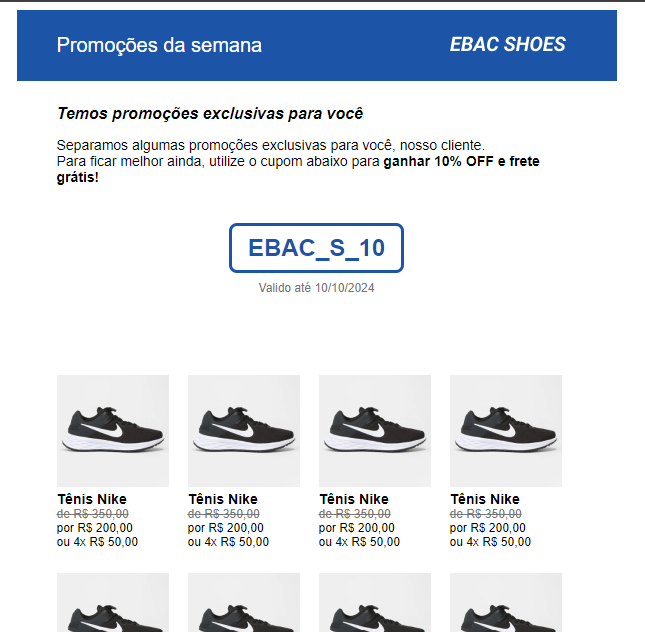 Promoções da semana EBAC SHOES
Temos promoções exclusivas para você
Separamos algumas promoções exclusivas para você, nosso cliente.
Para ficar melhor ainda, utilize o cupom abaixo para ganhar 10% OFF e frete
grátis!
EBAC_S_10
Valido até 10/10/2024
Tênis Nike Tênis Nike Tênis Nike Tênis Nike
de R$ 350,00 de R$ 350,00 de R$ 350,00 de R$ 350,00
por R$ 200,00 por R$ 200,00 por R$ 200,00 por R$ 200,00
ou 4x R$ 50,00 ou 4x R$ 50,00 ou 4x R$ 50,00 ou 4x R$ 50,00